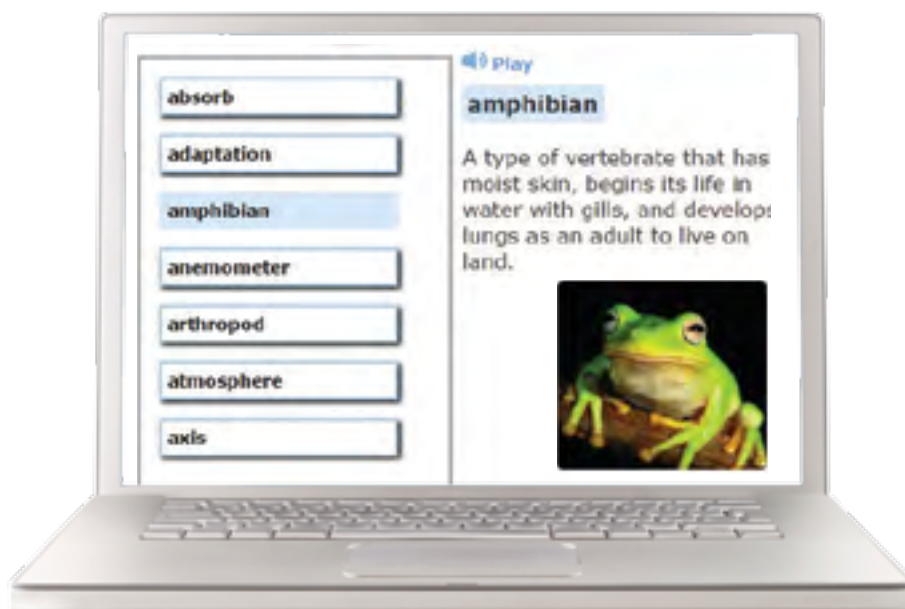 absorb
adaptation
amphibian
anemometer
arthropod
atmosphere
axis
Play
amphibian
A type of vertebrate that has
moist skin, begins its life in
water with gills, and develops
lungs as an adult to live on
land.